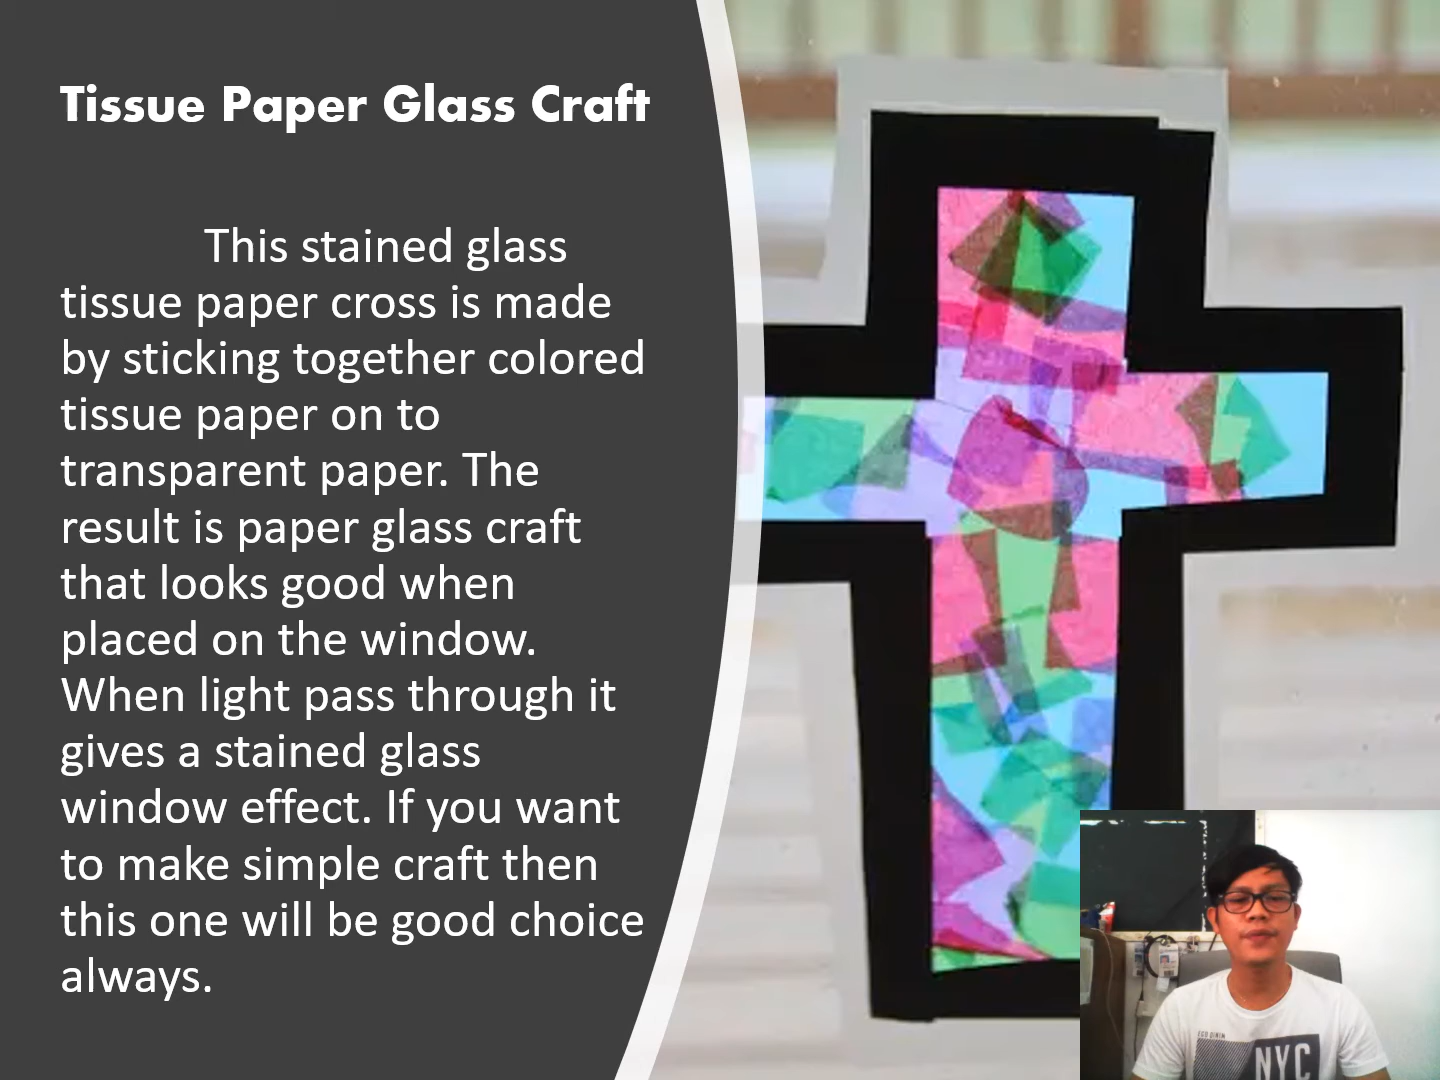 Tissue Paper Glass Craft
This stained glass
tissue paper cross is made
by sticking together colored
tissue paper on to
transparent paper. The
result is paper glass craft
that looks good when
placed on the window.
When light pass through it
gives a stained glass
window effect. If you want
to make simple craft then
this one will be good choice
always.
NYC